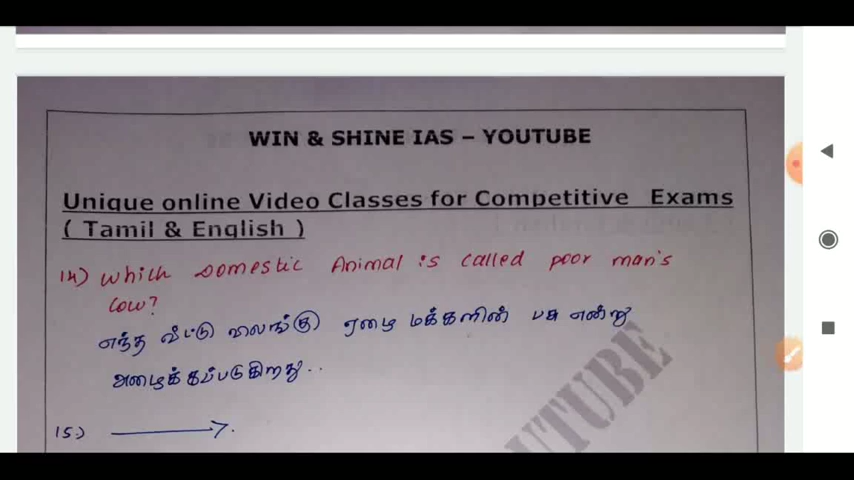 WIN & SHINE IAS – YOUTUBE
Unique online Video Classes for Competitive Exams
( Tamil & English )
14) Which Domestic Animal is called poor man's
cow?
எந்த வீட்டு விலங்கு ஏழை மக்களின் பசு என்று
அழைக்கப்படுகிறது..
15)
UTUBE